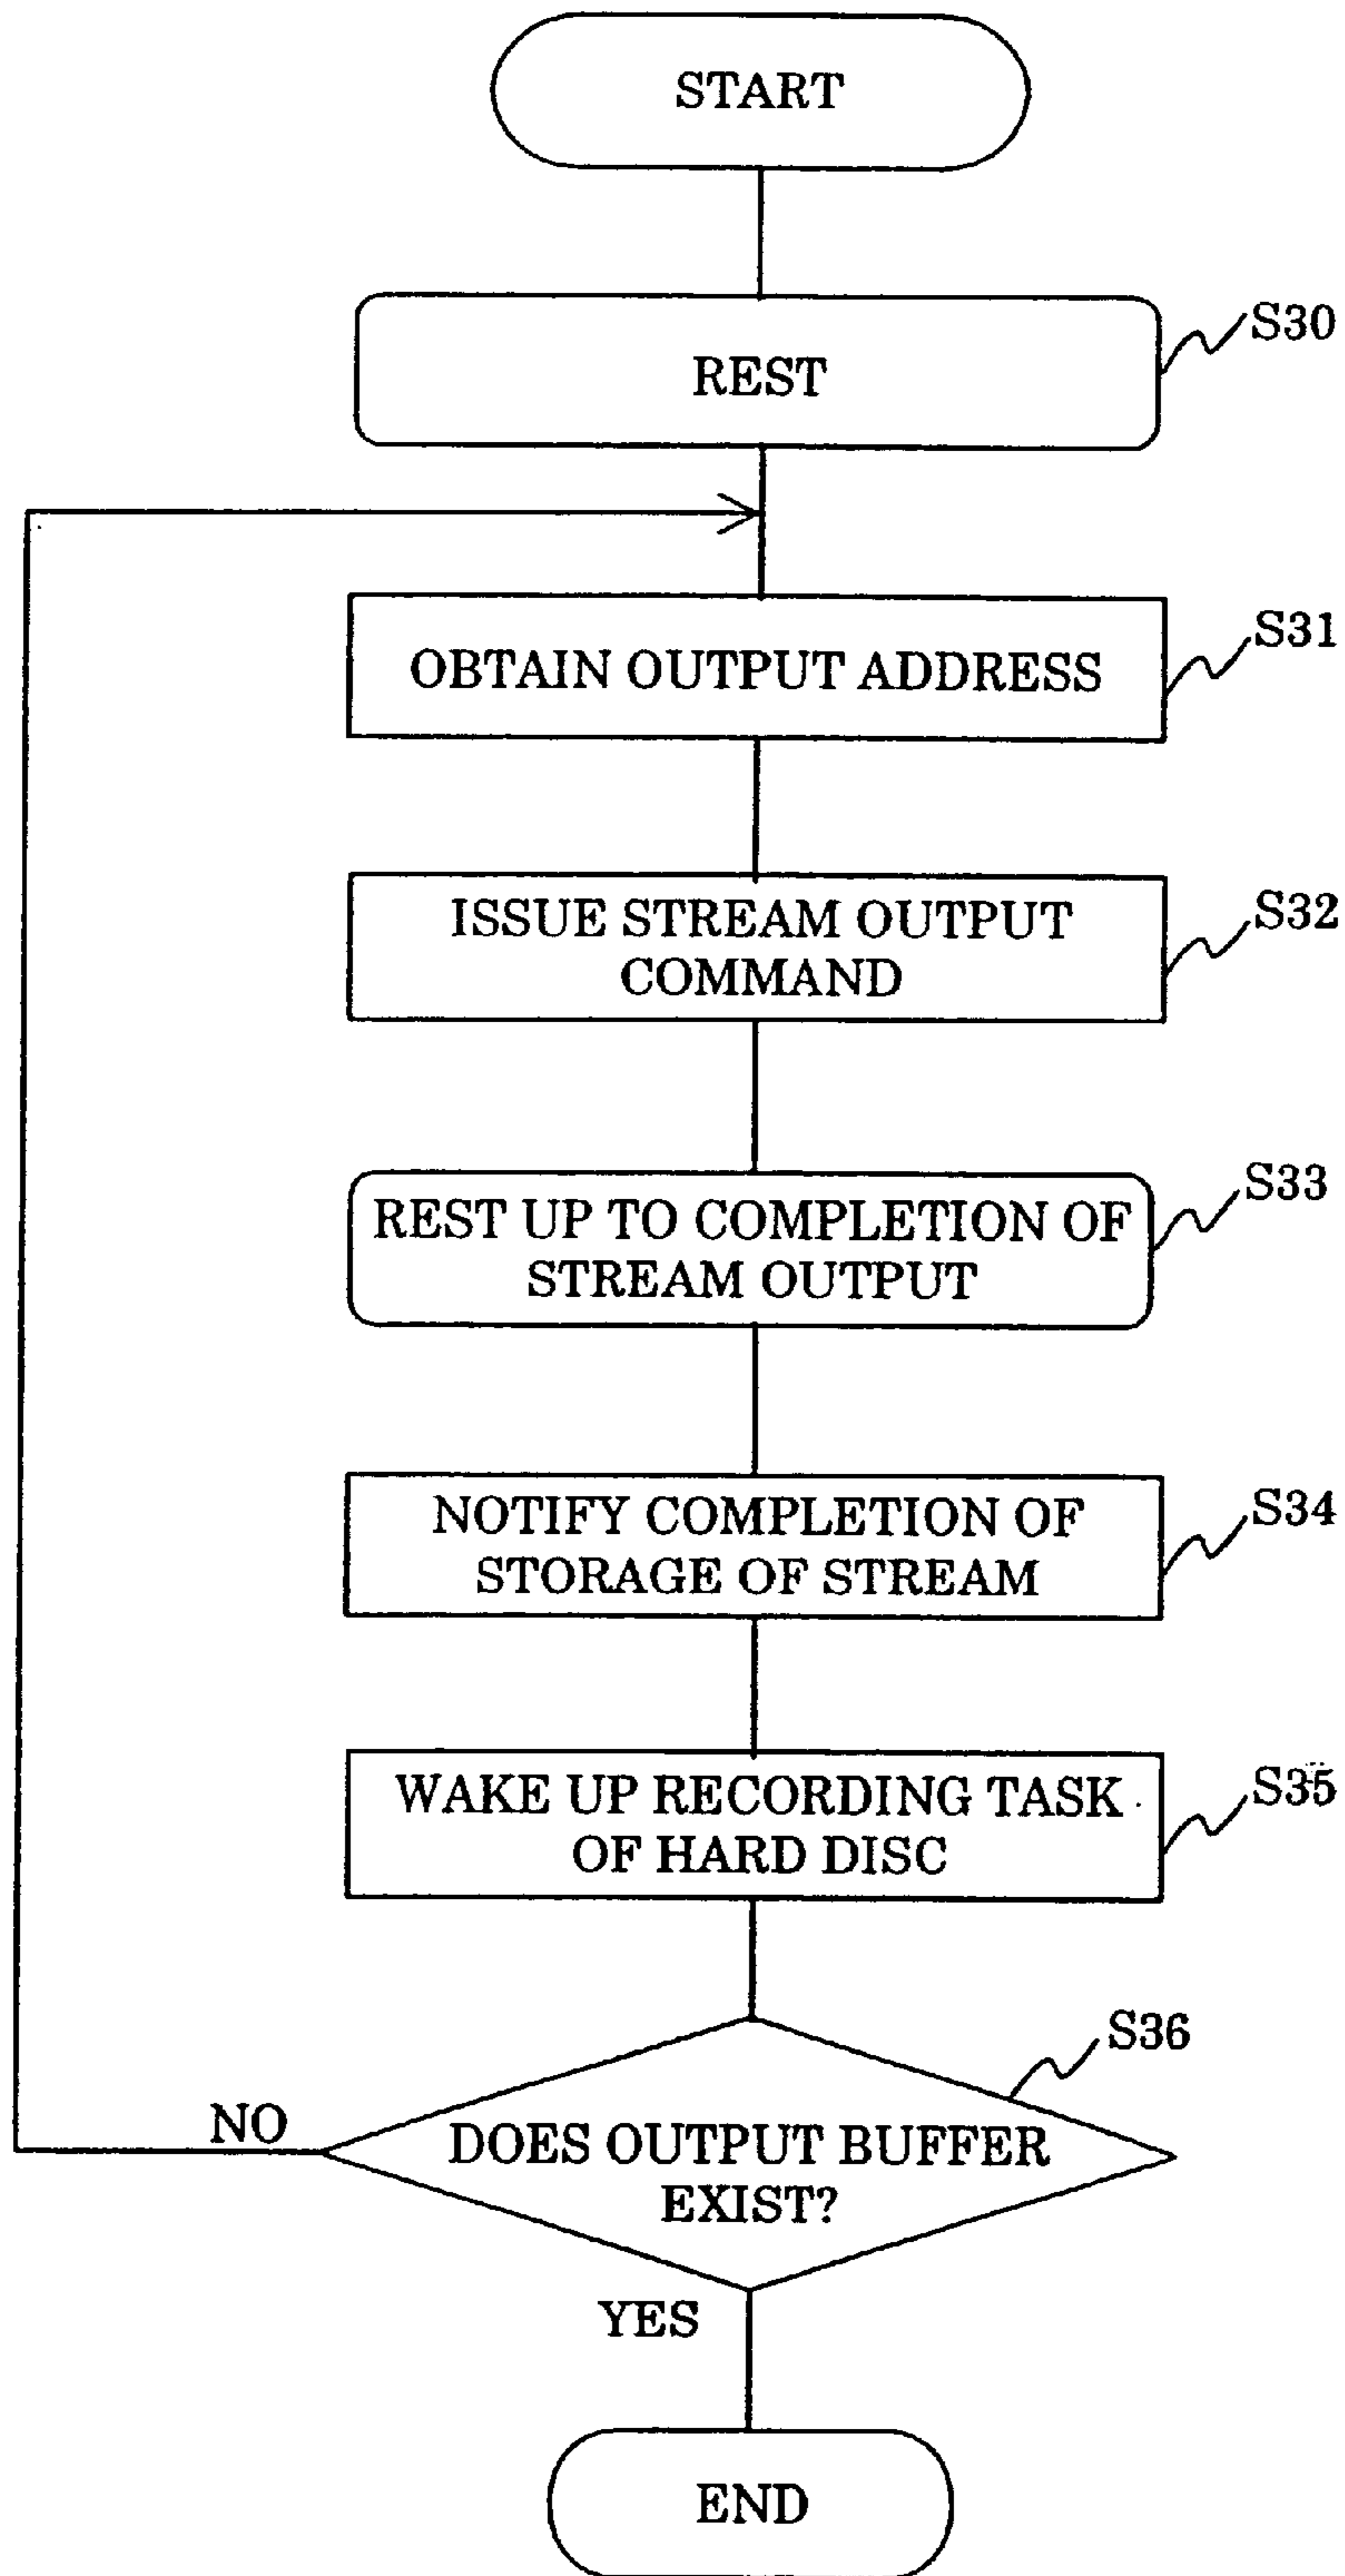 START
REST
S30
OBTAIN OUTPUT ADDRESS
S31
ISSUE STREAM OUTPUT
COMMAND
S32
REST UP TO COMPLETION OF
STREAM OUTPUT
S33
NOTIFY COMPLETION OF
STORAGE OF STREAM
S34
WAKE UP RECORDING TASK
OF HARD DISC
S35
S36
DOES OUTPUT BUFFER
EXIST?
NO
YES
END